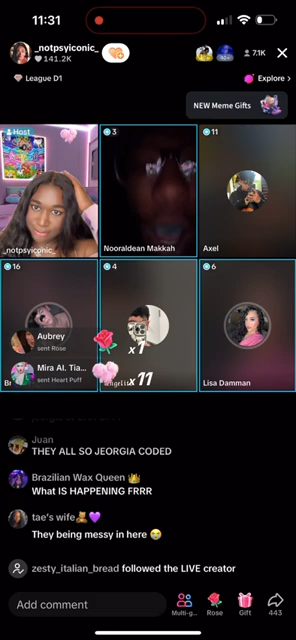 11:31
_notpsyiconic_
141.2K
7.1K
League D1
Explore >
NEW Meme Gifts
Host
3
11
_notpsyiconic_
Nooraldean Makkah
Axel
16
4
6
Aubrey
sent Rose
x 1
Mira Al. Tia...
sent Heart Puff
x 11
Br
Lisa Damman
Juan
THEY ALL SO JEORGIA CODED
Brazilian Wax Queen 👑
What IS HAPPENING FRRR
tae's wife🧸💜
They being messy in here 😭
zesty_italian_bread followed the LIVE creator
Add comment
Multi-g...
Rose
Gift
443